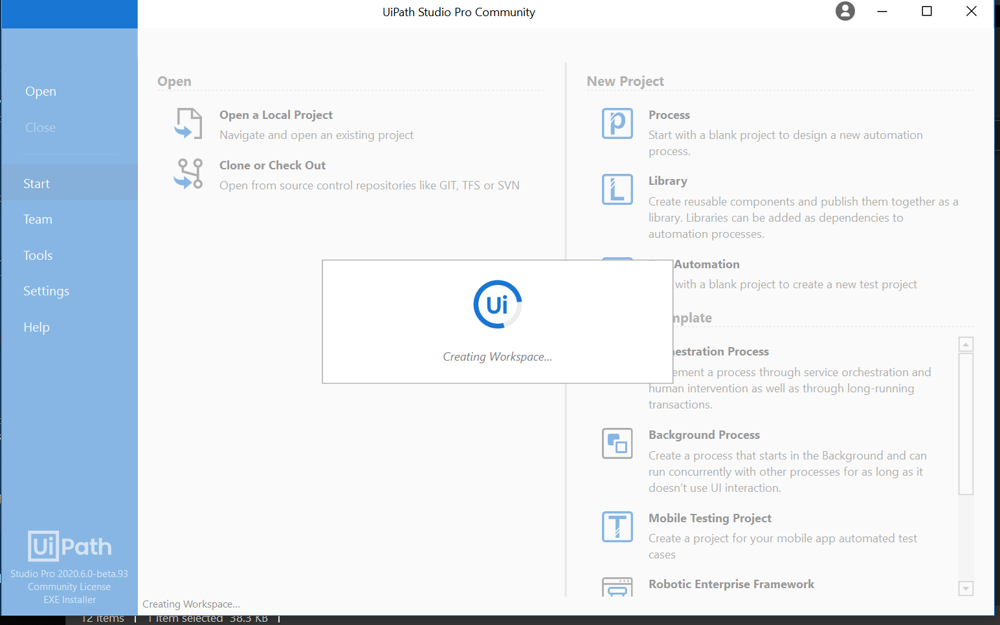 UiPath Studio Pro Community
Open
Close
Start
Team
Tools
Settings
Help
UiPath
Studio Pro 2020.6.0-beta.93
Community License
EXE Installer
Open
Open a Local Project
Navigate and open an existing project
Clone or Check Out
Open from source control repositories like GIT, TFS or SVN
New Project
Process
Start with a blank project to design a new automation
process.
Library
Create reusable components and publish them together as a
library. Libraries can be added as dependencies to
automation processes.
Automation
with a blank project to create a new test project
mplate
estration Process
ement a process through service orchestration and
human intervention as well as through long-running
transactions.
Background Process
Create a process that starts in the Background and can
run concurrently with other processes for as long as it
doesn't use UI interaction.
Mobile Testing Project
Create a project for your mobile app automated test
cases
Robotic Enterprise Framework
Ui
Creating Workspace...
Creating Workspace...
12 items 1 item selected 38.3 KB